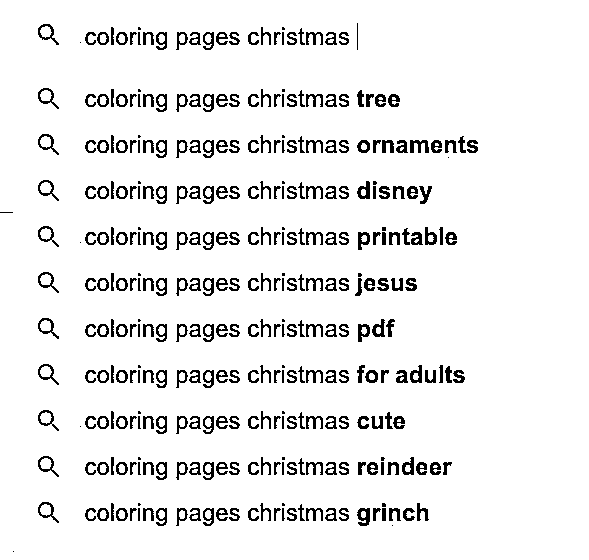 coloring pages christmas
coloring pages christmas tree
coloring pages christmas ornaments
coloring pages christmas disney
coloring pages christmas printable
coloring pages christmas jesus
coloring pages christmas pdf
coloring pages christmas for adults
coloring pages christmas cute
coloring pages christmas reindeer
coloring pages christmas grinch